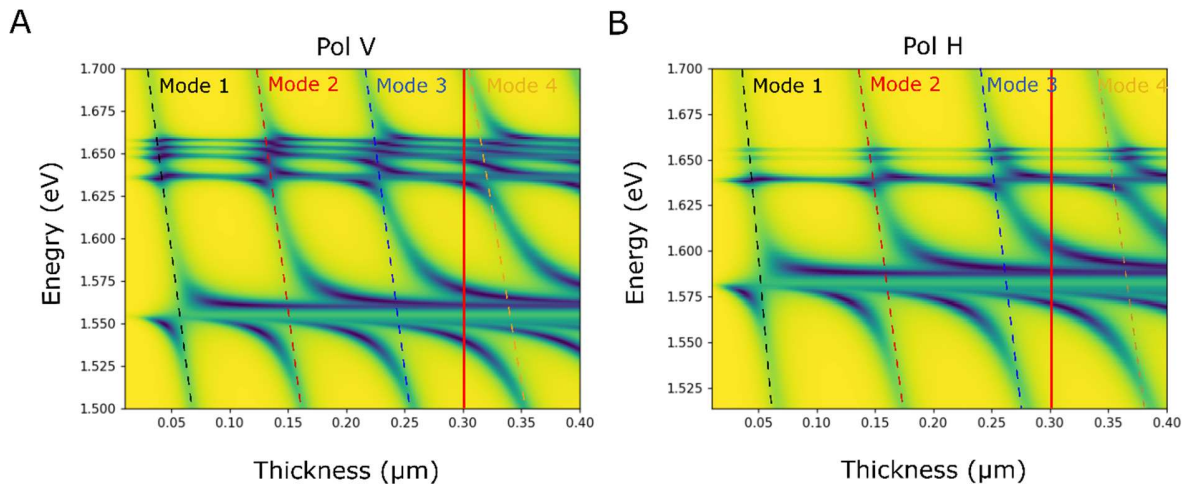 A
B
Pol V
Pol H
Mode 1
Mode 2
Mode 3
Mode 4
Mode 1
Mode 2
Mode 3
Mode 4
1.700
1.675
1.650
1.625
1.600
1.575
1.550
1.525
1.500
Enegry (eV)
0.05
0.10
0.15
0.20
0.25
0.30
0.35
0.40
Thickness (μm)
1.700
1.675
1.650
1.625
1.600
1.575
1.550
1.525
Energy (eV)
0.05
0.10
0.15
0.20
0.25
0.30
0.35
0.40
Thickness (μm)